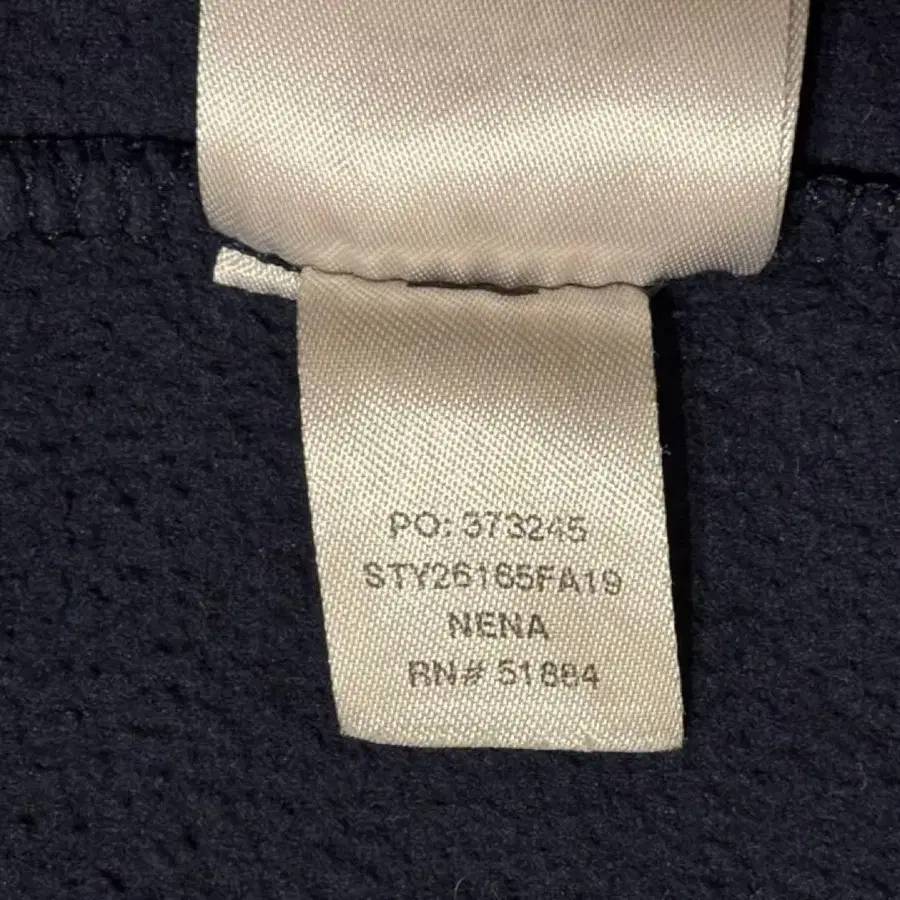 PO: 373245
STY26165FA19
NENA
RN# 51884